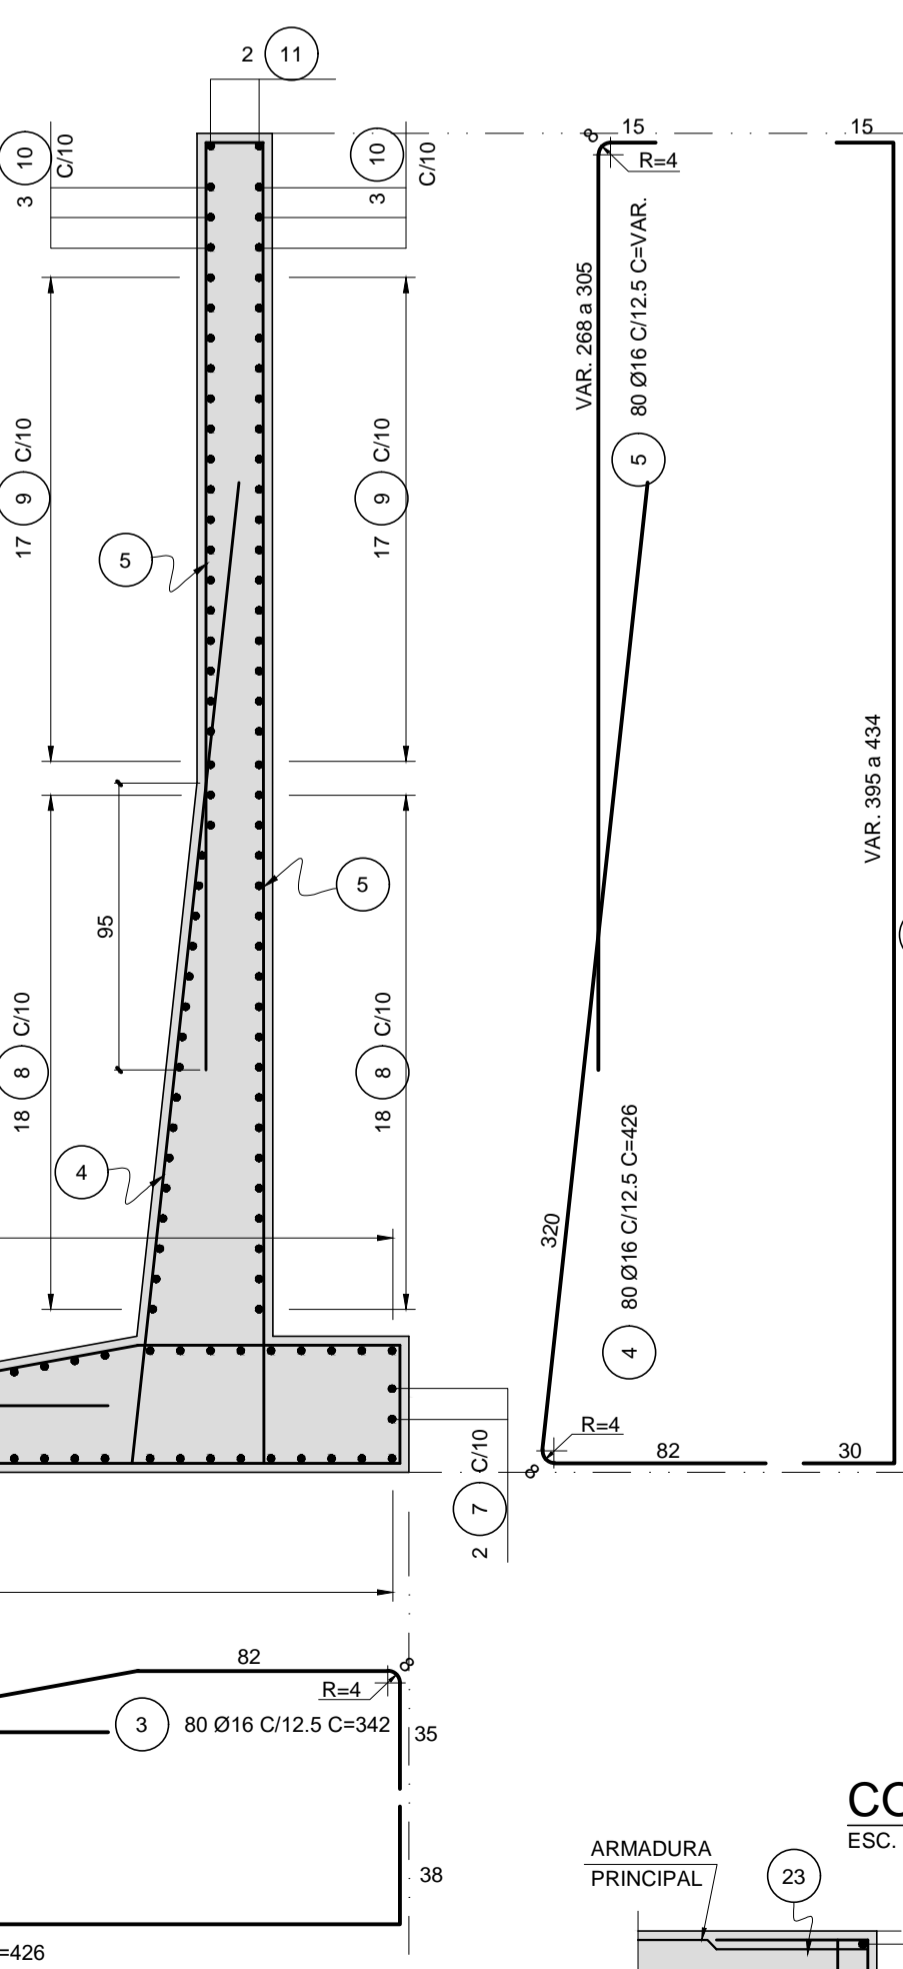 2 11
10
C/10
3
10
C/10
3
8
15
R=4
15
VAR. 268 a 305
80 Ø16 C/12.5 C=VAR.
5
17 9 C/10
17 9 C/10
5
5
VAR. 395 a 434
95
18 8 C/10
18 8 C/10
4
320
80 Ø16 C/12.5 C=426
4
R=4
8
82
30
2 7 C/10
82
8
R=4
3 80 Ø16 C/12.5 C=342
35
38
=426
CO
ESC.
ARMADURA
PRINCIPAL
23